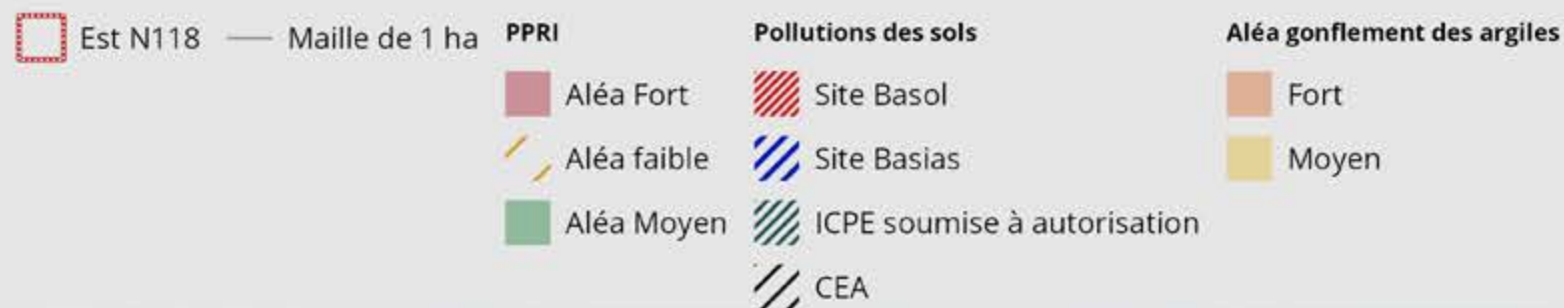 Est N118
Maille de 1 ha
PPRI
Aléa Fort
Aléa faible
Aléa Moyen
Pollutions des sols
Site Basol
Site Basias
ICPE soumise à autorisation
CEA
Aléa gonflement des argiles
Fort
Moyen